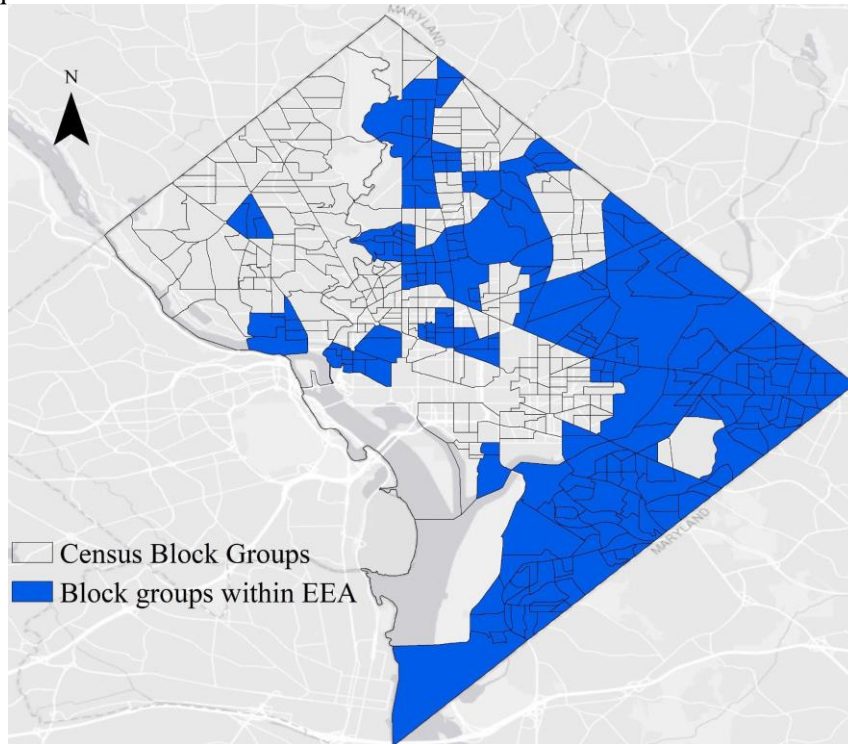 MARYLAND
N
MARYLAND
Census Block Groups
Block groups within EEA